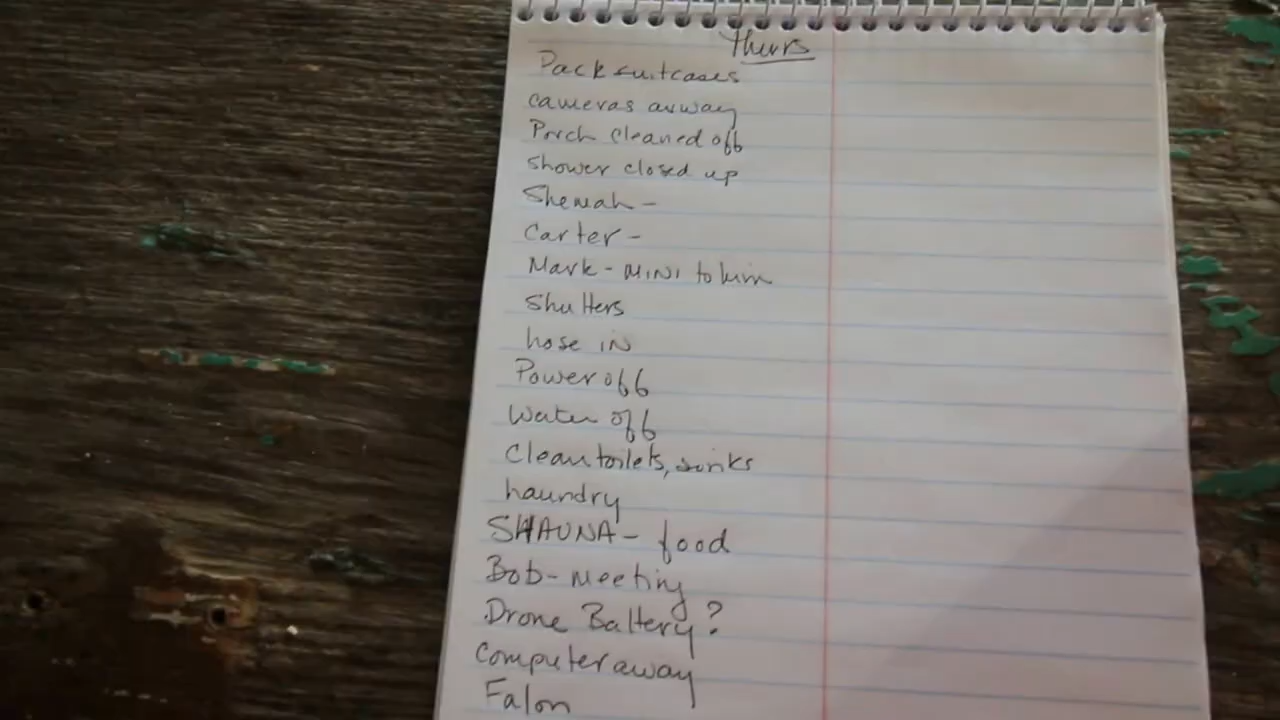 Thurs
Pack suitcases
cameras away
Porch cleaned off
shower closed up
Shemah -
Carter -
Mark - MINI to him
Shutters
hose IN
Power off
Water off
Clean toilets, sinks
Laundry
SHAUNA - food
Bob - meeting
Drone Battery?
computer away
Falon